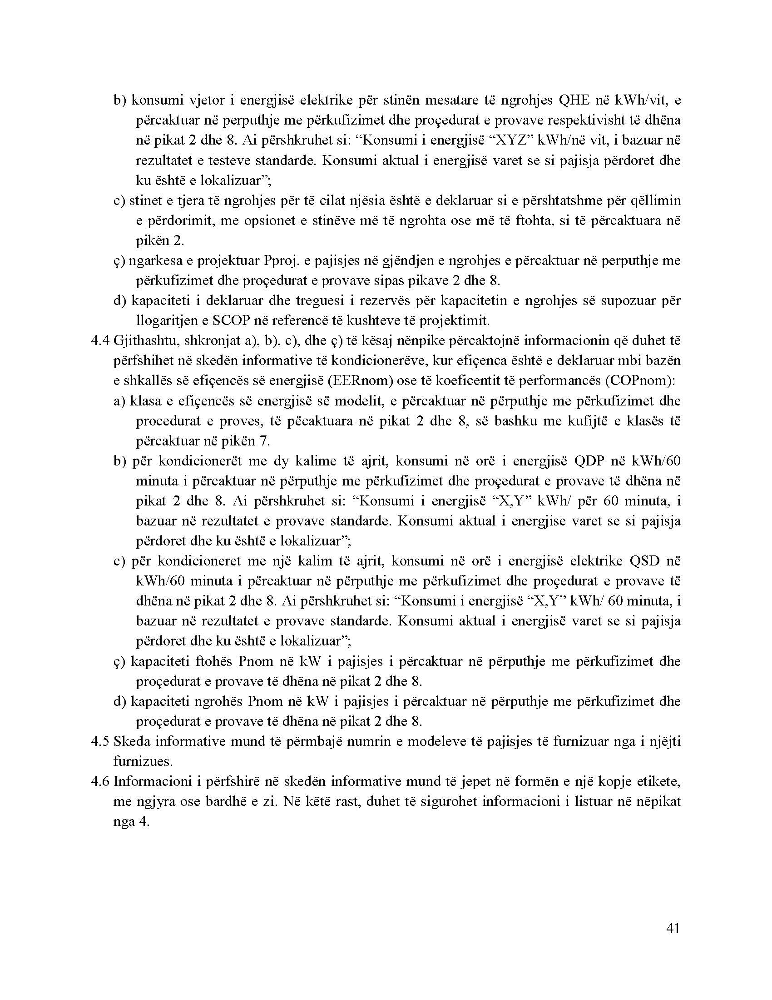 b) konsumi vjetor i energjisë elektrike për stinën mesatare të ngrohjes QHE në kWh/vit, e
përcaktuar në perputhje me përkufizimet dhe proçedurat e provave respektivisht të dhëna
në pikat 2 dhe 8. Ai përshkruhet si: “Konsumi i energjisë “XYZ” kWh/në vit, i bazuar në
rezultatet e testeve standarde. Konsumi aktual i energjisë varet se si pajisja përdoret dhe
ku është e lokalizuar”;
c) stinet e tjera të ngrohjes për të cilat njësia është e deklaruar si e përshtatshme për qëllimin
e përdorimit, me opsionet e stinëve më të ngrohta ose më të ftohta, si të përcaktuara në
pikën 2.
ç) ngarkesa e projektuar Pproj. e pajisjes në gjëndjen e ngrohjes e përcaktuar në perputhje me
përkufizimet dhe proçedurat e provave sipas pikave 2 dhe 8.
d) kapaciteti i deklaruar dhe treguesi i rezervës për kapacitetin e ngrohjes së supozuar për
llogaritjen e SCOP në referencë të kushteve të projektimit.
4.4 Gjithashtu, shkronjat a), b), c), dhe ç) të kësaj nënpike përcaktojnë informacionin që duhet të
përfshihet në skedën informative të kondicionerëve, kur efiçenca është e deklaruar mbi bazën
e shkallës së efiçencës së energjisë (EERnom) ose të koeficentit të performancës (COPnom):
a) klasa e efiçencës së energjisë së modelit, e përcaktuar në përputhje me përkufizimet dhe
procedurat e proves, të pëcaktuara në pikat 2 dhe 8, së bashku me kufijtë e klasës të
përcaktuar në pikën 7.
b) për kondicionerët me dy kalime të ajrit, konsumi në orë i energjisë QDP në kWh/60
minuta i përcaktuar në përputhje me përkufizimet dhe proçedurat e provave të dhëna në
pikat 2 dhe 8. Ai përshkruhet si: “Konsumi i energjisë “X,Y” kWh/ për 60 minuta, i
bazuar në rezultatet e provave standarde. Konsumi aktual i energjise varet se si pajisja
përdoret dhe ku është e lokalizuar”;
c) për kondicioneret me një kalim të ajrit, konsumi në orë i energjisë elektrike QSD në
kWh/60 minuta i përcaktuar në përputhje me përkufizimet dhe proçedurat e provave të
dhëna në pikat 2 dhe 8. Ai përshkruhet si: “Konsumi i energjisë “X,Y” kWh/ 60 minuta, i
bazuar në rezultatet e provave standarde. Konsumi aktual i energjisë varet se si pajisja
përdoret dhe ku është e lokalizuar”;
ç) kapaciteti ftohës Pnom në kW i pajisjes i përcaktuar në përputhje me përkufizimet dhe
proçedurat e provave të dhëna në pikat 2 dhe 8.
d) kapaciteti ngrohës Pnom në kW i pajisjes i përcaktuar në përputhje me përkufizimet dhe
proçedurat e provave të dhëna në pikat 2 dhe 8.
4.5 Skeda informative mund të përmbajë numrin e modeleve të pajisjes të furnizuar nga i njëjti
furnizues.
4.6 Informacioni i përfshirë në skedën informative mund të jepet në formën e një kopje etikete,
me ngjyra ose bardhë e zi. Në këtë rast, duhet të sigurohet informacioni i listuar në nëpikat
nga 4.
41